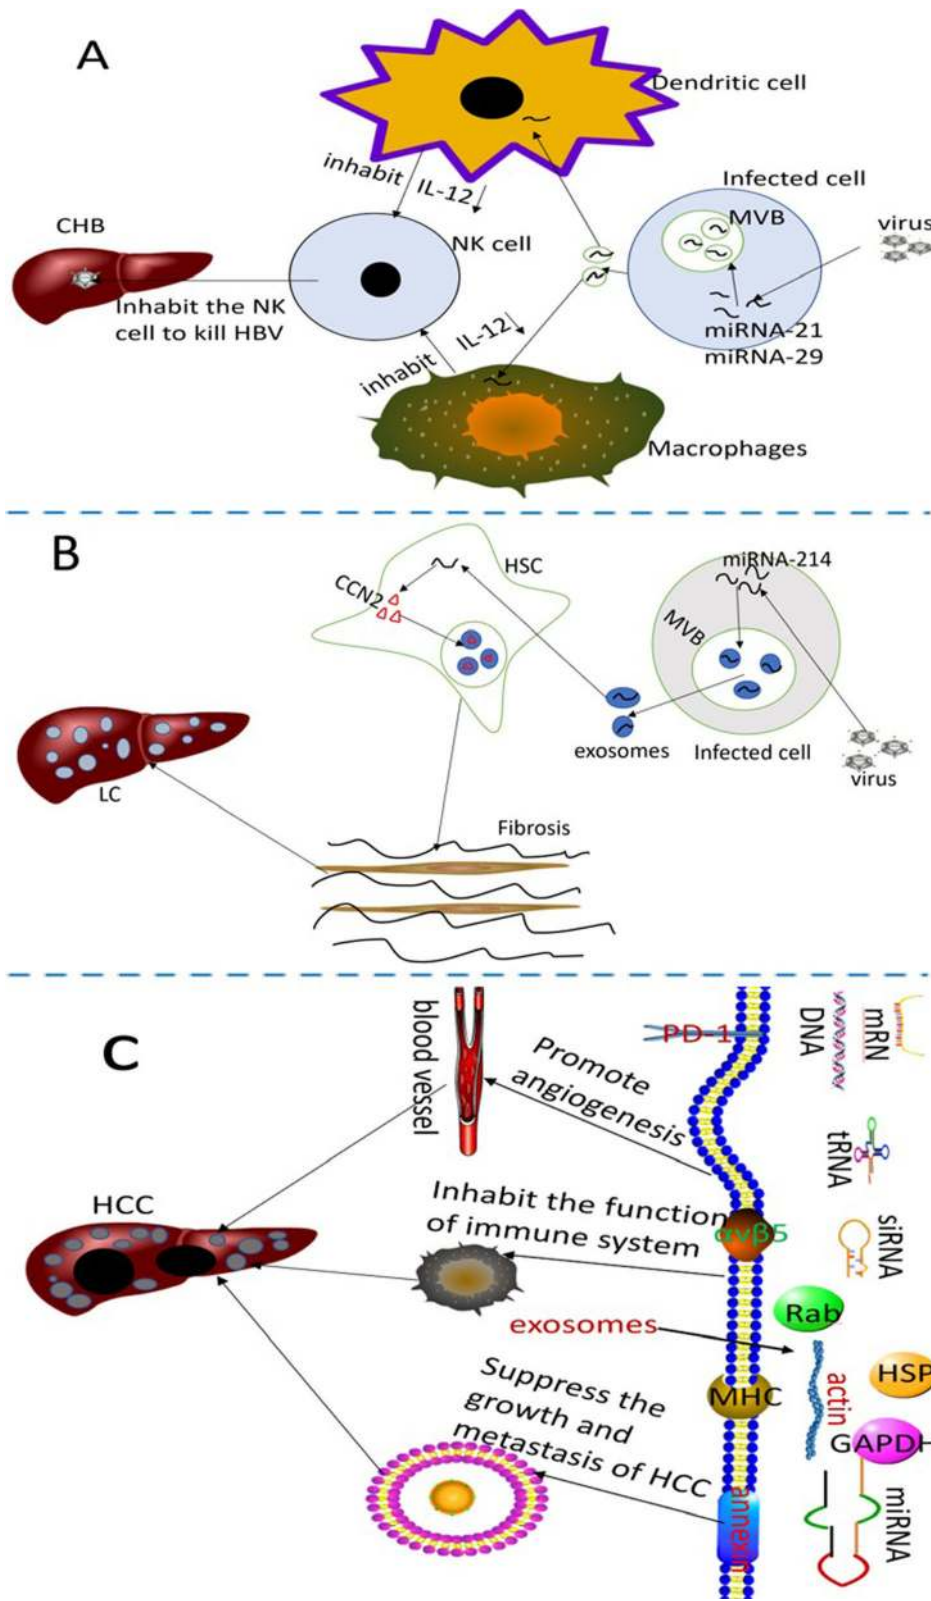 A
Dendritic cell
inhabit
IL-12
Infected cell
MVB
virus
CHB
NK cell
Inhabit the NK
cell to kill HBV
miRNA-21
miRNA-29
IL-12
inhabit
Macrophages
B
HSC
miRNA-214
CCN2
MVB
exosomes
Infected cell
virus
LC
Fibrosis
C
blood vessel
PD-1
DNA
mRN
Promote
angiogenesis
tRNA
HCC
Inhabit the function
of immune system
αvβ5
siRNA
Rab
exosomes
HSP
actin
MHC
GAPDH
Suppress the
growth and
metastasis of HCC
annexin
miRNA